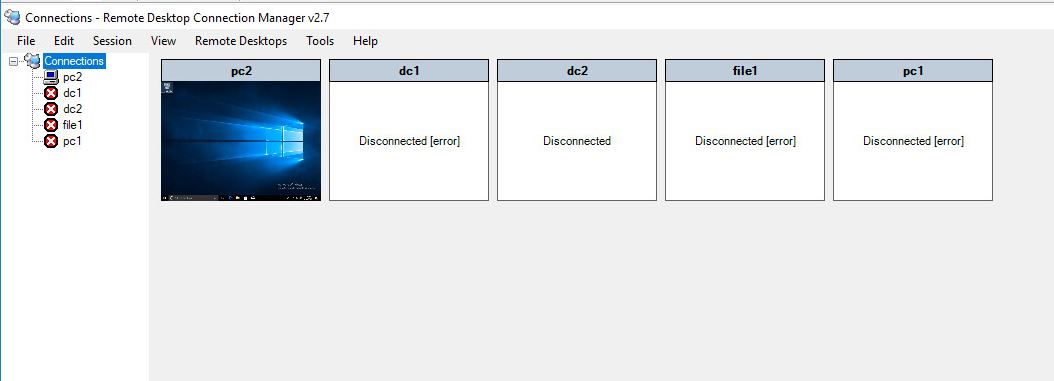 Connections - Remote Desktop Connection Manager v2.7
File Edit Session View Remote Desktops Tools Help
Connections
pc2
dc1
dc2
file1
pc1
pc2 dc1 dc2 file1 pc1
Disconnected [error] Disconnected Disconnected [error] Disconnected [error]